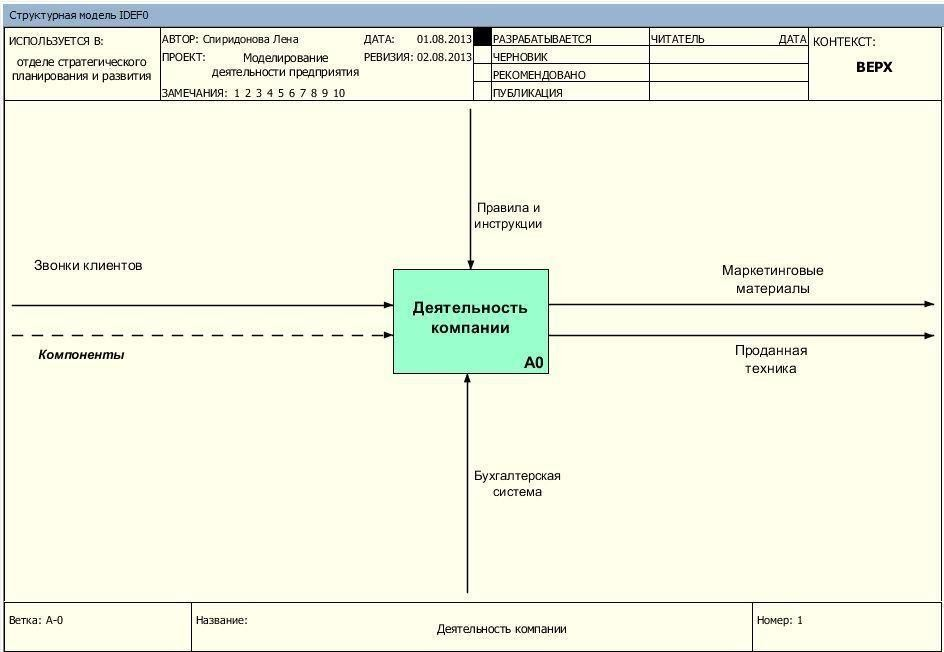 Структурная модель IDEF0
ИСПОЛЬЗУЕТСЯ В:
отделе стратегического
планирования и развития
АВТОР: Спиридонова Лена
ДАТА: 01.08.2013
ПРОЕКТ: Моделирование
деятельности предприятия
РЕВИЗИЯ: 02.08.2013
ЗАМЕЧАНИЯ: 1 2 3 4 5 6 7 8 9 10
РАЗРАБАТЫВАЕТСЯ
ЧЕРНОВИК
РЕКОМЕНДОВАНО
ПУБЛИКАЦИЯ
ЧИТАТЕЛЬ ДАТА
КОНТЕКСТ:
ВЕРХ
Правила и
инструкции
Звонки клиентов
Компоненты
Деятельность
компании
A0
Маркетинговые
материалы
Проданная
техника
Бухгалтерская
система
Ветка: A-0
Название:
Деятельность компании
Номер: 1